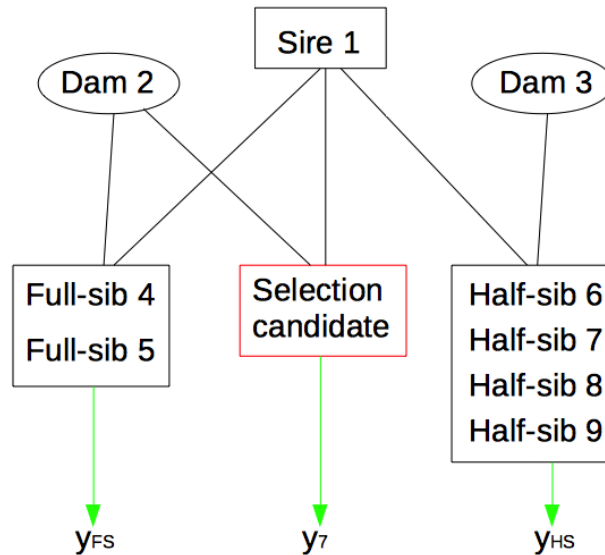 Sire 1
Dam 2
Dam 3
Full-sib 4
Full-sib 5
Selection
candidate
Half-sib 6
Half-sib 7
Half-sib 8
Half-sib 9
yFS
y7
yHS